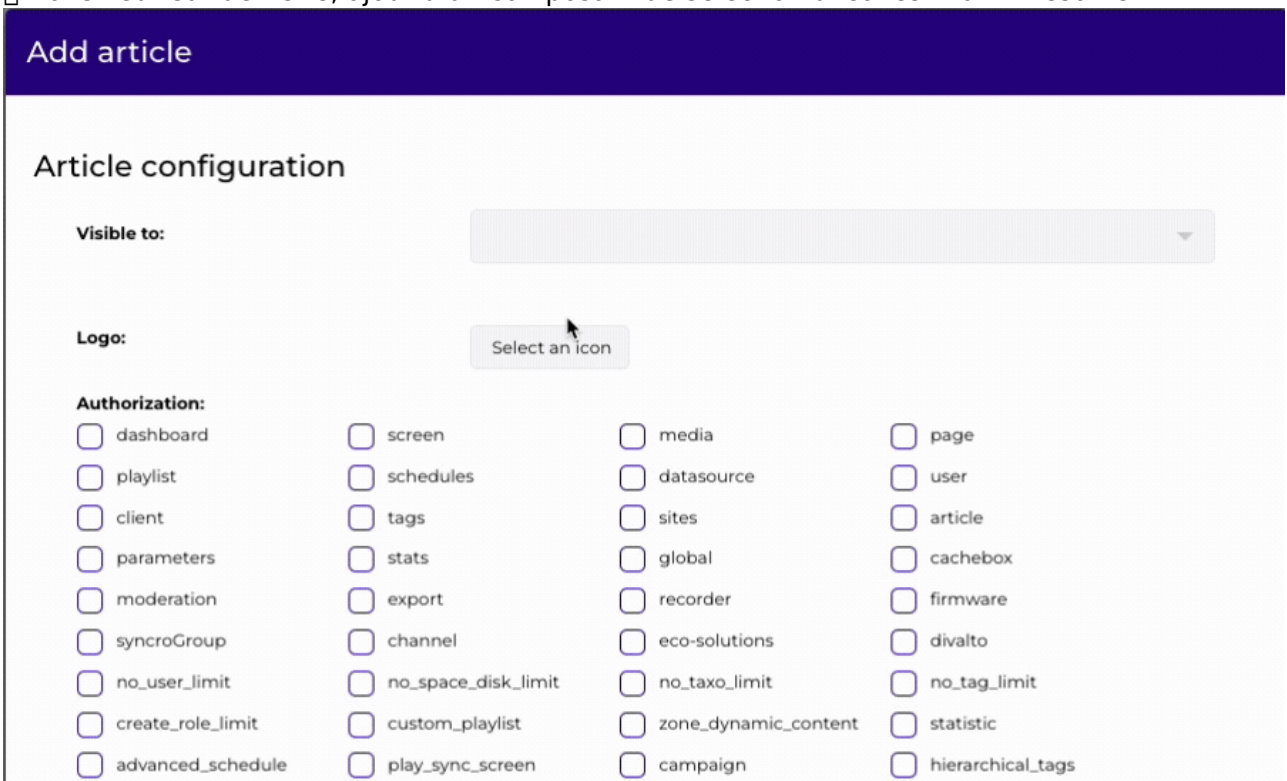 Add article
Article configuration
Visible to:
Logo:
Select an icon
Authorization:
dashboard screen media page
playlist schedules datasource user
client tags sites article
parameters stats global cachebox
moderation export recorder firmware
syncroGroup channel eco-solutions divalto
no_user_limit no_space_disk_limit no_taxo_limit no_tag_limit
create_role_limit custom_playlist zone_dynamic_content statistic
advanced_schedule play_sync_screen campaign hierarchical_tags